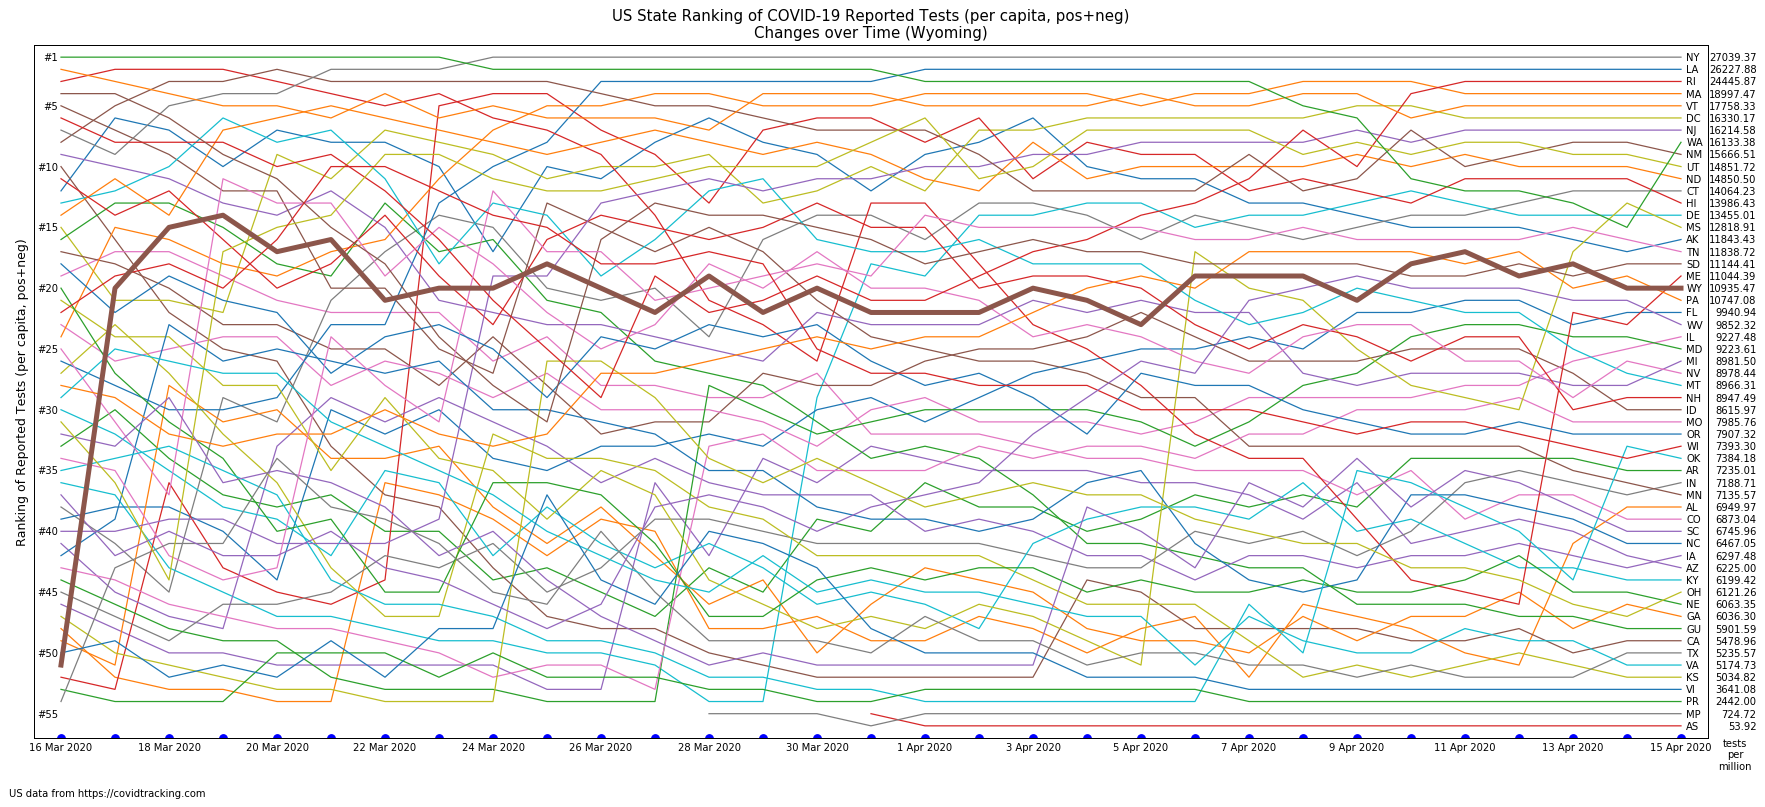 US State Ranking of COVID-19 Reported Tests (per capita, pos+neg)
Changes over Time (Wyoming)
Ranking of Reported Tests (per capita, pos+neg)
#1
#5
#10
#15
#20
#25
#30
#35
#40
#45
#50
#55
NY 27039.37
LA 26227.88
RI 24445.87
MA 18997.47
VT 17758.33
DC 16330.17
NJ 16214.58
WA 16133.38
NM 15666.51
UT 14851.72
ND 14850.50
CT 14064.23
HI 13986.43
DE 13455.01
MS 12818.91
AK 11843.43
TN 11838.72
SD 11144.41
ME 11044.39
WY 10935.47
PA 10747.08
FL 9940.94
WV 9852.32
IL 9227.48
MD 9223.61
MI 8981.50
NV 8978.44
MT 8966.31
NH 8947.49
ID 8615.97
MO 7985.76
OR 7907.32
WI 7393.30
OK 7384.18
AR 7235.01
IN 7188.71
MN 7135.57
AL 6949.97
CO 6873.04
SC 6745.96
NC 6467.05
IA 6297.48
AZ 6225.00
KY 6199.42
OH 6121.26
NE 6063.35
GA 6036.30
GU 5901.59
CA 5478.96
TX 5235.57
VA 5174.73
KS 5034.82
VI 3641.08
PR 2442.00
MP 724.72
AS 53.92
16 Mar 2020 18 Mar 2020 20 Mar 2020 22 Mar 2020 24 Mar 2020 26 Mar 2020 28 Mar 2020 30 Mar 2020 1 Apr 2020 3 Apr 2020 5 Apr 2020 7 Apr 2020 9 Apr 2020 11 Apr 2020 13 Apr 2020 15 Apr 2020
tests
per
million
US data from https://covidtracking.com